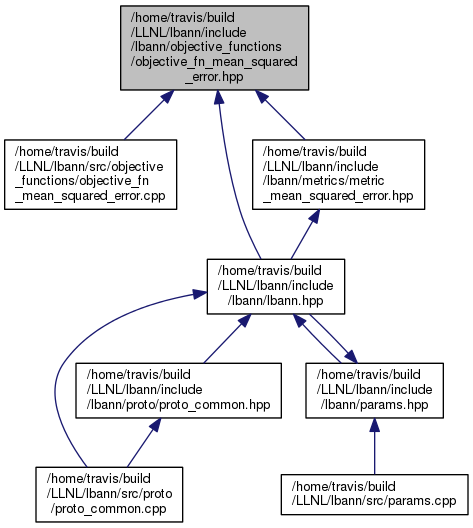 /home/travis/build
/LLNL/lbann/include
/lbann/objective_functions
/objective_fn_mean_squared
_error.hpp
/home/travis/build
/LLNL/lbann/src/objective
_functions/objective_fn
_mean_squared_error.cpp
/home/travis/build
/LLNL/lbann/include
/lbann/metrics/metric
_mean_squared_error.hpp
/home/travis/build
/LLNL/lbann/include
/lbann/lbann.hpp
/home/travis/build
/LLNL/lbann/include
/lbann/proto/proto_common.hpp
/home/travis/build
/LLNL/lbann/include
/lbann/params.hpp
/home/travis/build
/LLNL/lbann/src/proto
/proto_common.cpp
/home/travis/build
/LLNL/lbann/src/params.cpp